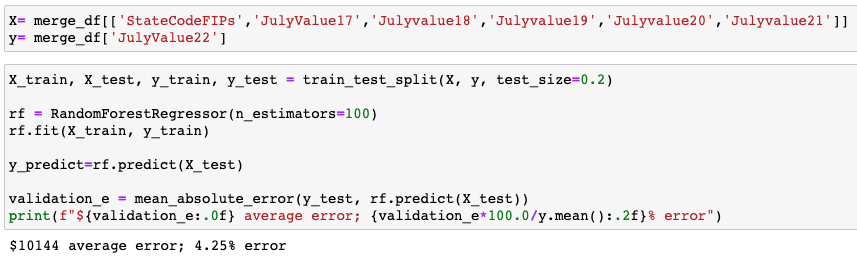 X= merge_df[['StateCodeFIPs','JulyValue17','Julyvalue18','Julyvalue19','Julyvalue20','Julyvalue21']]
y= merge_df['JulyValue22']
X_train, X_test, y_train, y_test = train_test_split(X, y, test_size=0.2)
rf = RandomForestRegressor(n_estimators=100)
rf.fit(X_train, y_train)
y_predict=rf.predict(X_test)
validation_e = mean_absolute_error(y_test, rf.predict(X_test))
print(f"${validation_e:.0f} average error; {validation_e*100.0/y.mean():.2f}% error")
$10144 average error; 4.25% error